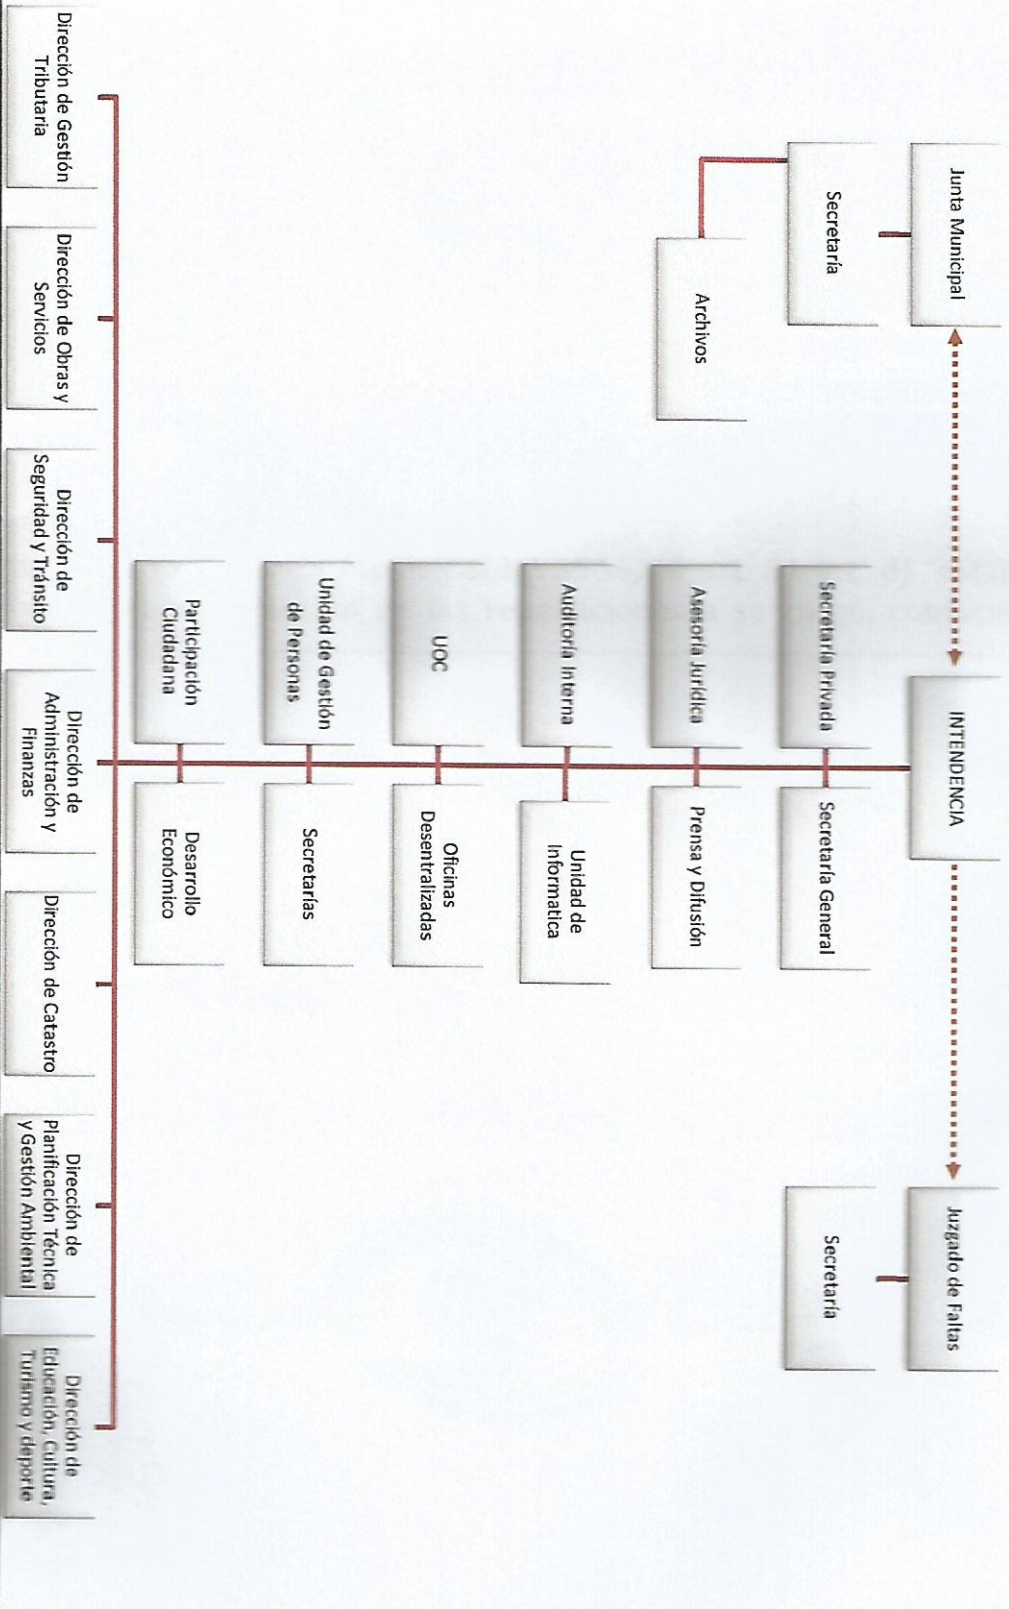 Junta Municipal
INTENDENCIA
Juzgado de Faltas
Secretaría
Secretaría Privada
Secretaría General
Secretaría
Archivos
Asesoría Jurídica
Prensa y Difusión
Auditoría Interna
Unidad de
Informatica
UOC
Oficinas
Desentralizadas
Unidad de Gestión
de Personas
Secretarías
Participación
Ciudadana
Desarrollo
Económico
Dirección de Gestión
Tributaria
Dirección de Obras y
Servicios
Dirección de
Seguridad y Tránsito
Dirección de
Administración y
Finanzas
Dirección de Catastro
Dirección de
Planificación Técnica
y Gestión Ambiental
Dirección de
Educación, Cultura,
Turismo y deporte